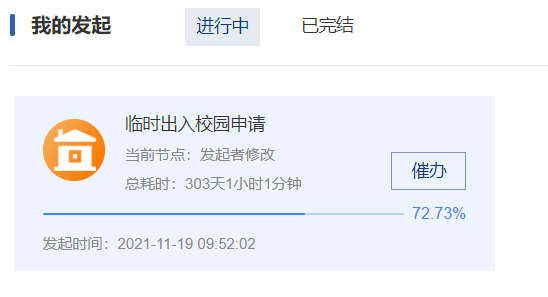 我的发起 进行中 已完结
临时出入校园申请
当前节点：发起者修改
总耗时：303天1小时1分钟
催办
72.73%
发起时间：2021-11-19 09:52:02